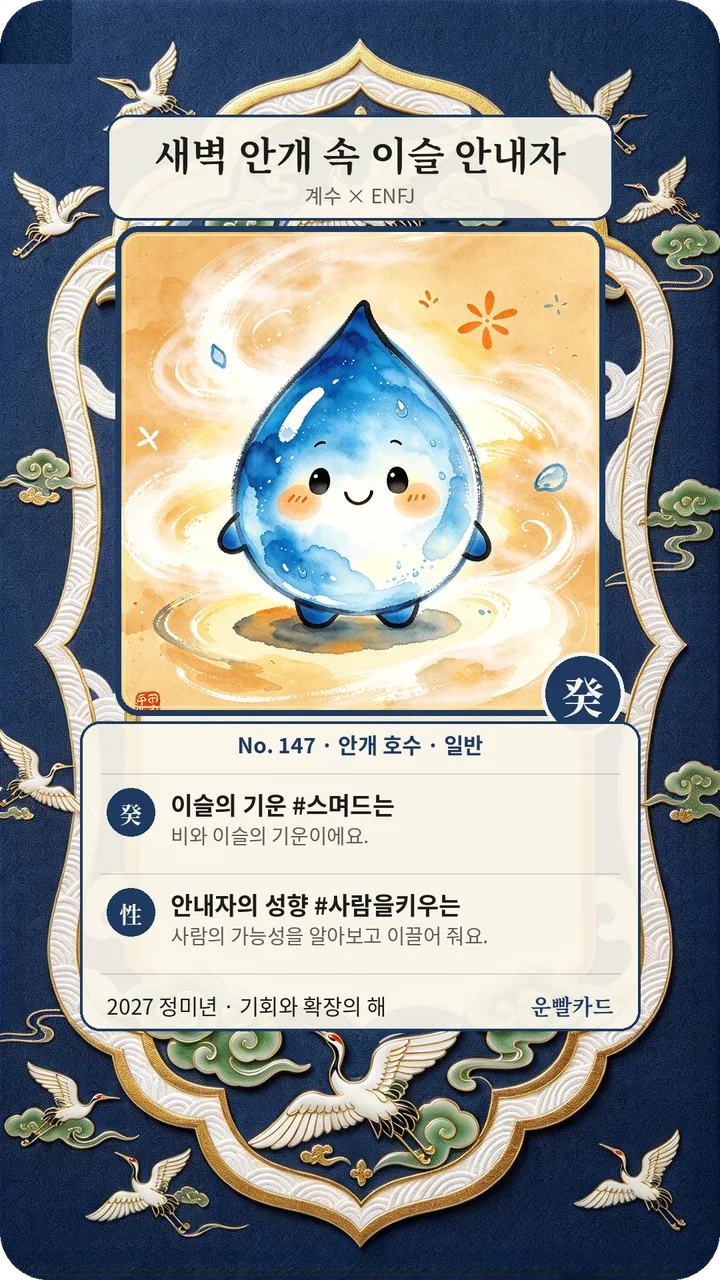 새벽 안개 속 이슬 안내자
계수 × ENFJ
癸
No. 147 · 안개 호수 · 일반
癸
이슬의 기운 #스며드는
비와 이슬의 기운이에요.
性
안내자의 성향 #사람을키우는
사람의 가능성을 알아보고 이끌어 줘요.
2027 정미년 · 기회와 확장의 해
운빨카드